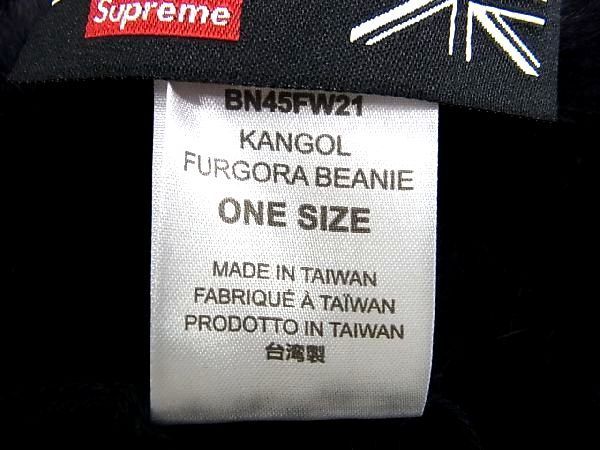 Supreme
BN45FW21
KANGOL
FURGORA BEANIE
ONE SIZE
MADE IN TAIWAN
FABRIQUÉ À TAÏWAN
PRODOTTO IN TAIWAN
台湾製